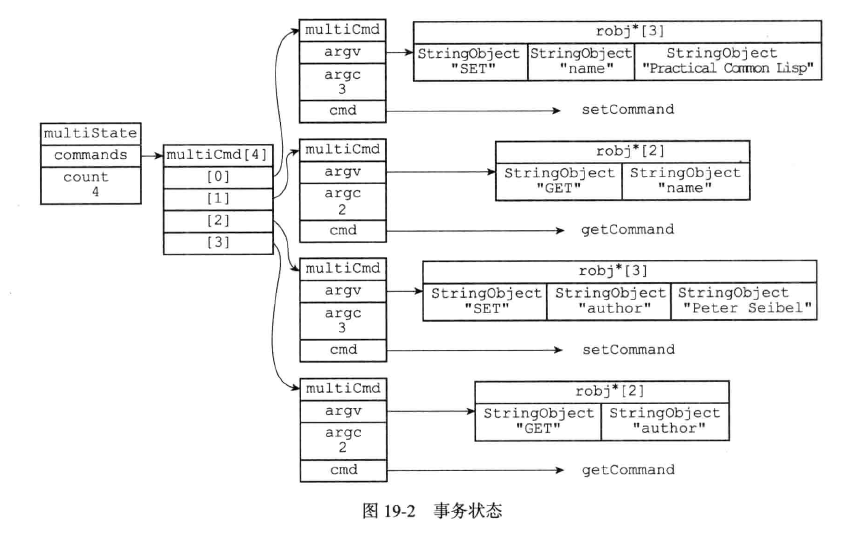 multiState
commands
count
4
multiCmd[4]
[0]
[1]
[2]
[3]
multiCmd
argv
argc
3
cmd
robj*[3]
StringObject
"SET"
StringObject
"name"
StringObject
"Practical Common Lisp"
setCommand
multiCmd
argv
argc
2
cmd
robj*[2]
StringObject
"GET"
StringObject
"name"
getCommand
multiCmd
argv
argc
3
cmd
robj*[3]
StringObject
"SET"
StringObject
"author"
StringObject
"Peter Seibel"
setCommand
multiCmd
argv
argc
2
cmd
robj*[2]
StringObject
"GET"
StringObject
"author"
getCommand
图 19-2 事务状态